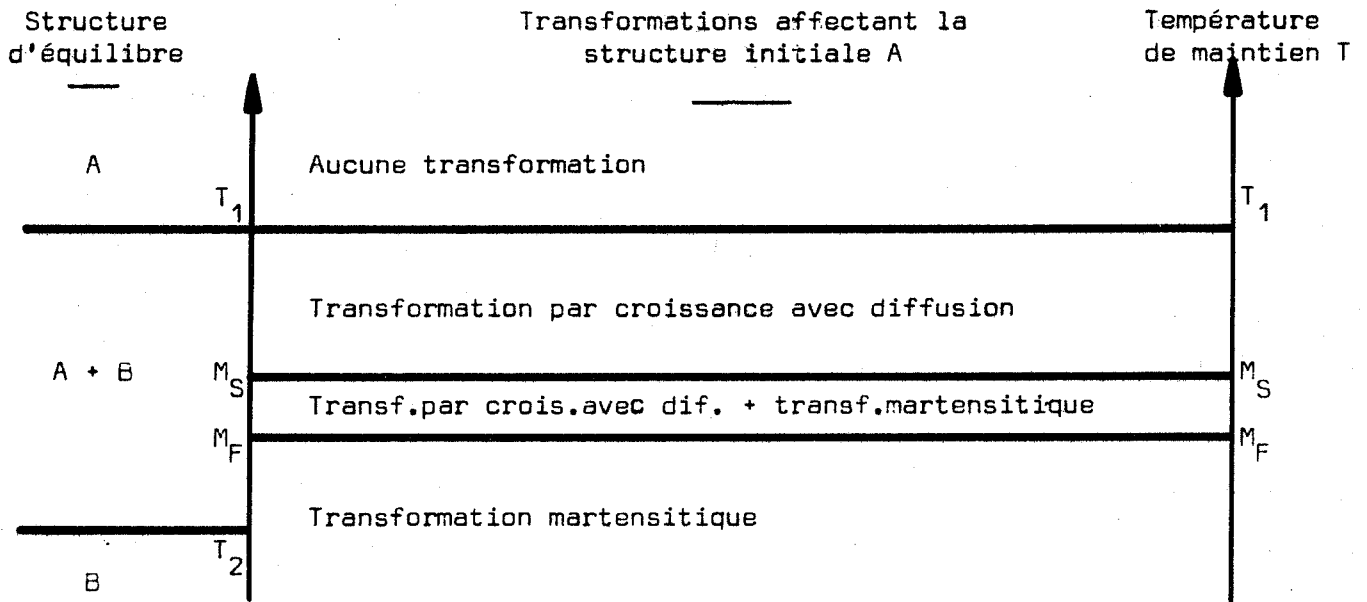 Structure
d'équilibre
Transformations affectant la
structure initiale A
Température
de maintien T
A
Aucune transformation
T1
T1
Transformation par croissance avec diffusion
A + B
MS
MS
Transf.par crois.avec dif. + transf.martensitique
MF
MF
Transformation martensitique
T2
B